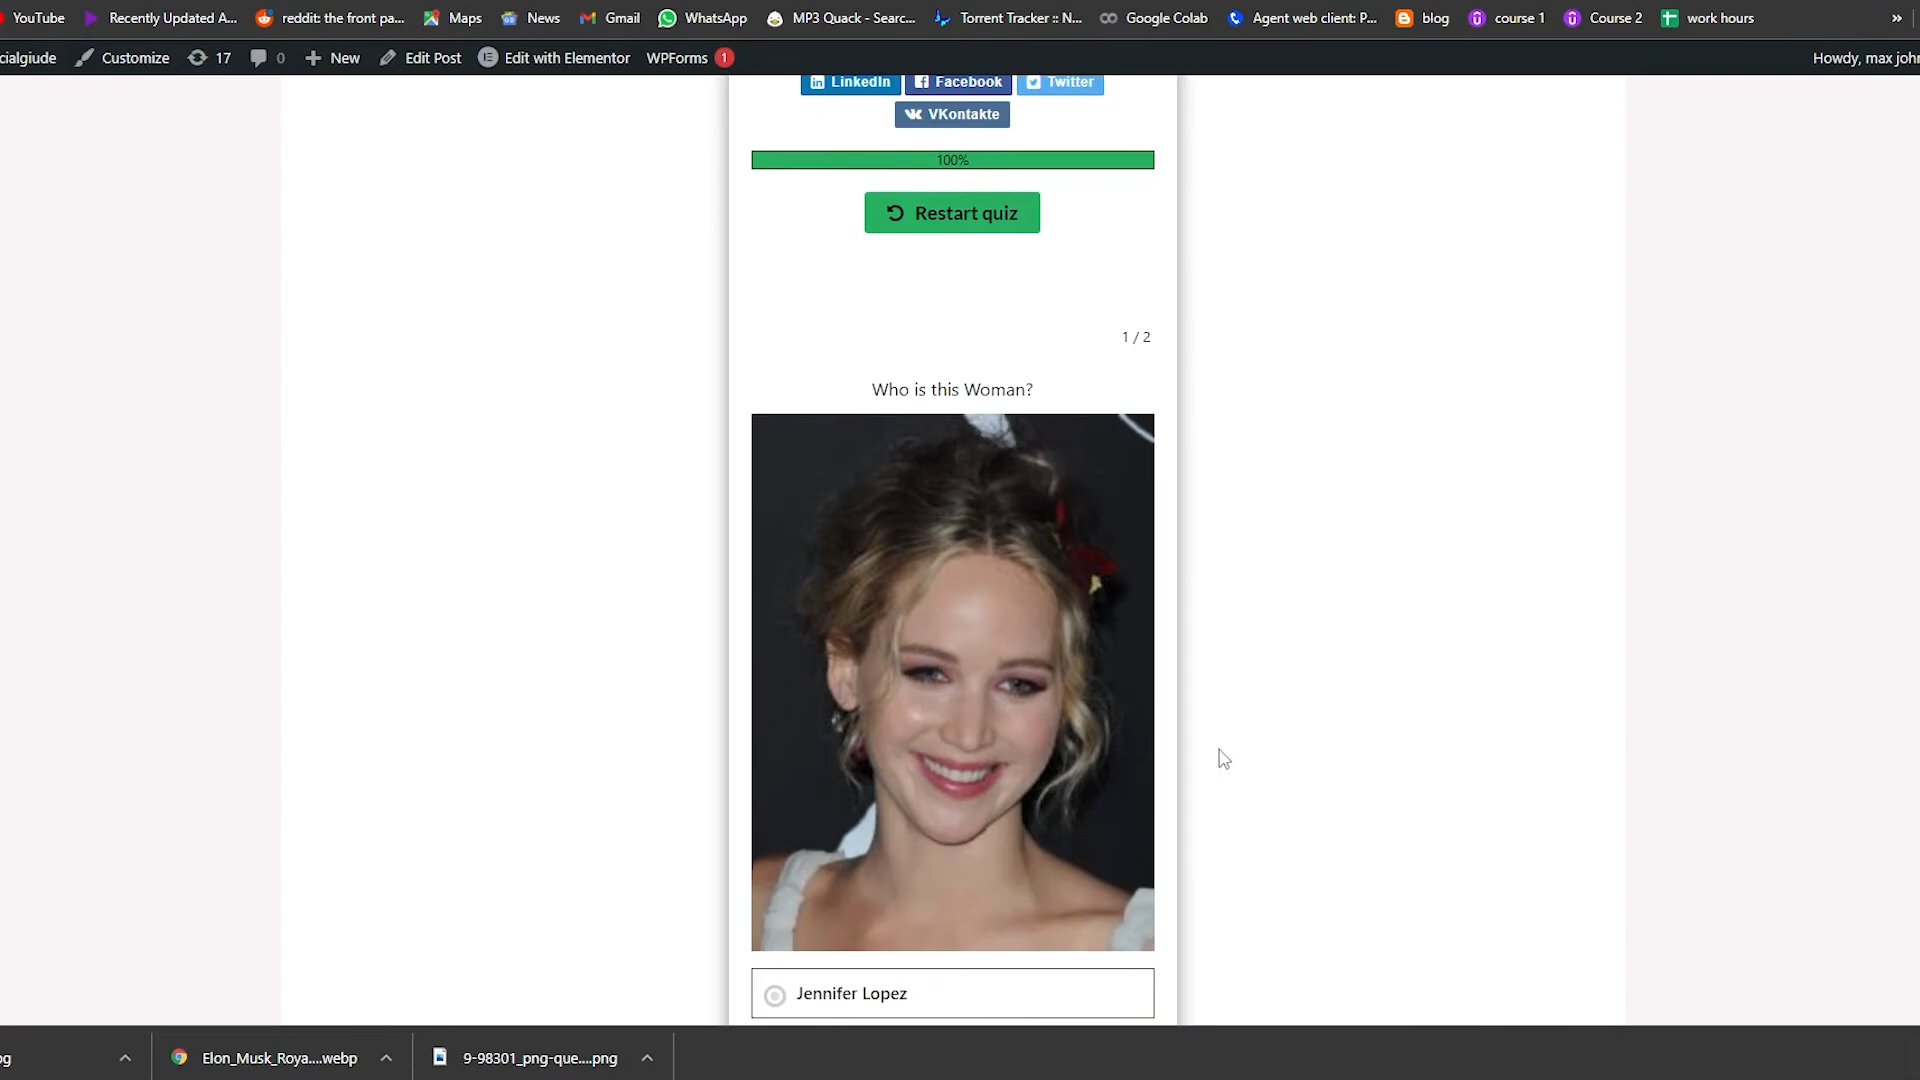 YouTube Recently Updated A... reddit: the front pa... Maps News Gmail WhatsApp MP3 Quack - Searc... Torrent Tracker :: N... Google Colab Agent web client: P... blog course 1 Course 2 work hours »
cialgiude Customize 17 0 New Edit Post Edit with Elementor WPForms 1 Howdy, max john
LinkedIn Facebook Twitter
VKontakte
100%
Restart quiz
1 / 2
Who is this Woman?
Jennifer Lopez
og Elon_Musk_Roya....webp 9-98301_png-que....png